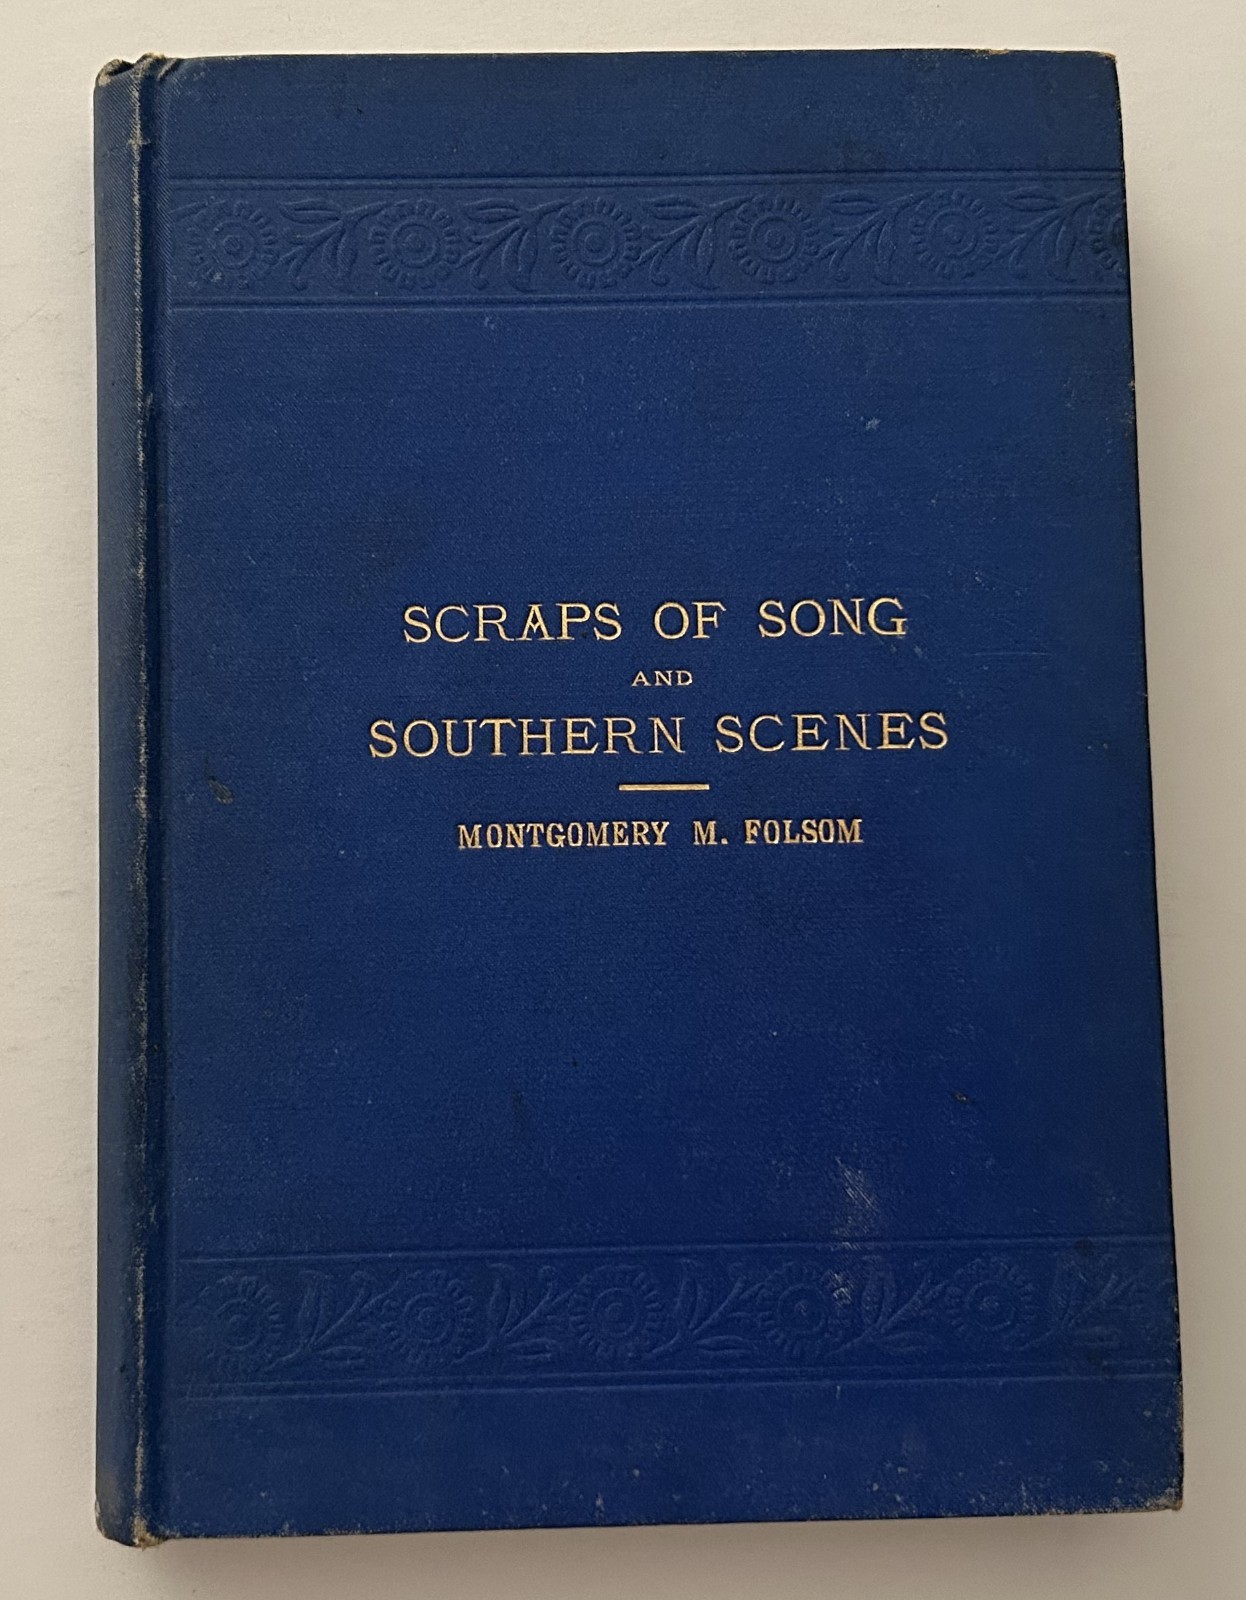 SCRAPS OF SONG
AND
SOUTHERN SCENES
MONTGOMERY M. FOLSOM